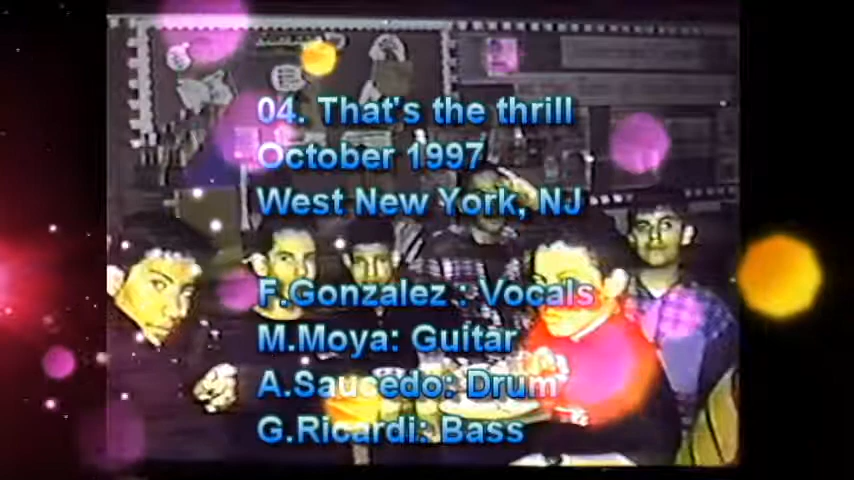 04. That's the thrill
October 1997
West New York, NJ
F.Gonzalez : Vocals
M.Moya: Guitar
A.Saucedo: Drum
G.Ricardi: Bass